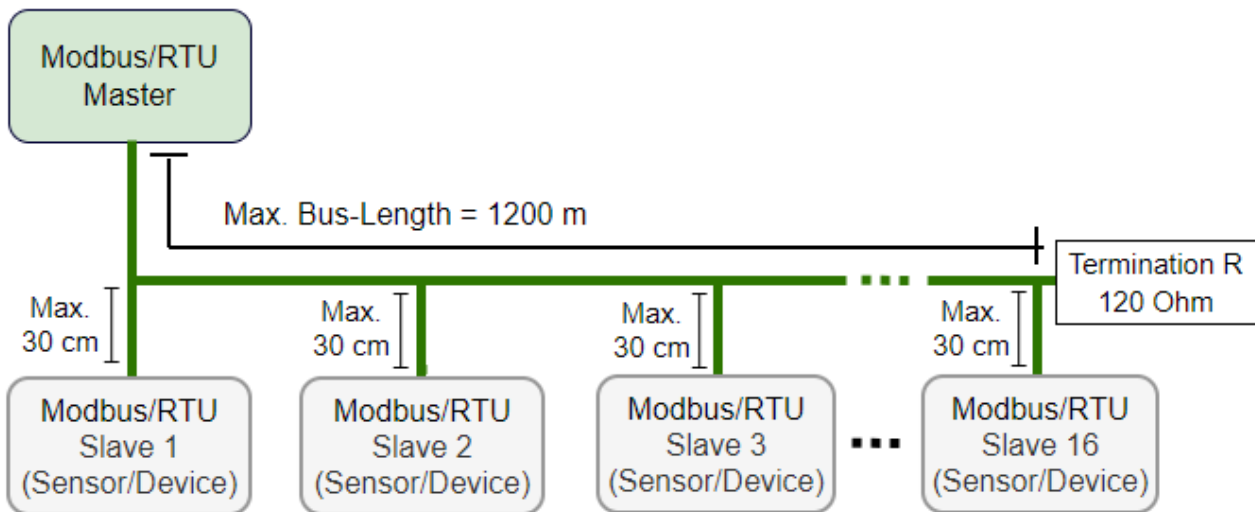 Modbus/RTU
Master
Max. Bus-Length = 1200 m
Termination R
120 Ohm
Max.
30 cm
Max.
30 cm
Max.
30 cm
Max.
30 cm
Modbus/RTU
Slave 1
(Sensor/Device)
Modbus/RTU
Slave 2
(Sensor/Device)
Modbus/RTU
Slave 3
(Sensor/Device)
Modbus/RTU
Slave 16
(Sensor/Device)